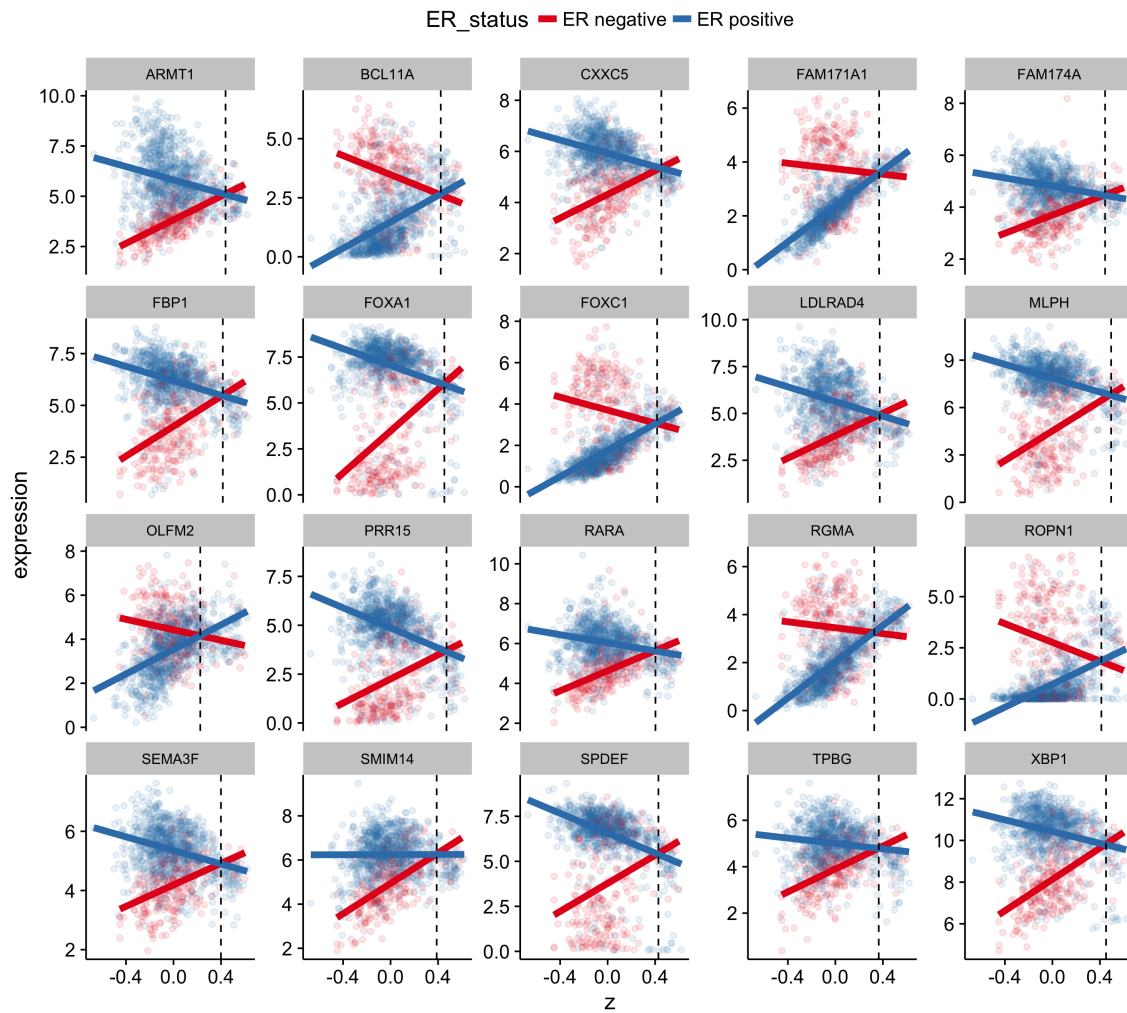 ER_status ER negative ER positive
ARMT1 BCL11A CXXC5 FAM171A1 FAM174A
10.0 7.5 5.0 2.5
5.0 2.5 0.0
8 6 4 2
6 4 2 0
8 6 4 2
FBP1 FOXA1 FOXC1 LDLRAD4 MLPH
7.5 5.0 2.5
7.5 5.0 2.5 0.0
8 6 4 2 0
10.0 7.5 5.0 2.5
9 6 3 0
expression
OLFM2 PRR15 RARA RGMA ROPN1
8 6 4 2 0
7.5 5.0 2.5 0.0
10 8 6 4 2
6 4 2 0
5.0 2.5 0.0
SEMA3F SMIM14 SPDEF TPBG XBP1
6 4 2
8 6 4 2
7.5 5.0 2.5 0.0
6 4 2
12 10 8 6
-0.4 0.0 0.4 -0.4 0.0 0.4 -0.4 0.0 0.4 -0.4 0.0 0.4 -0.4 0.0 0.4
z